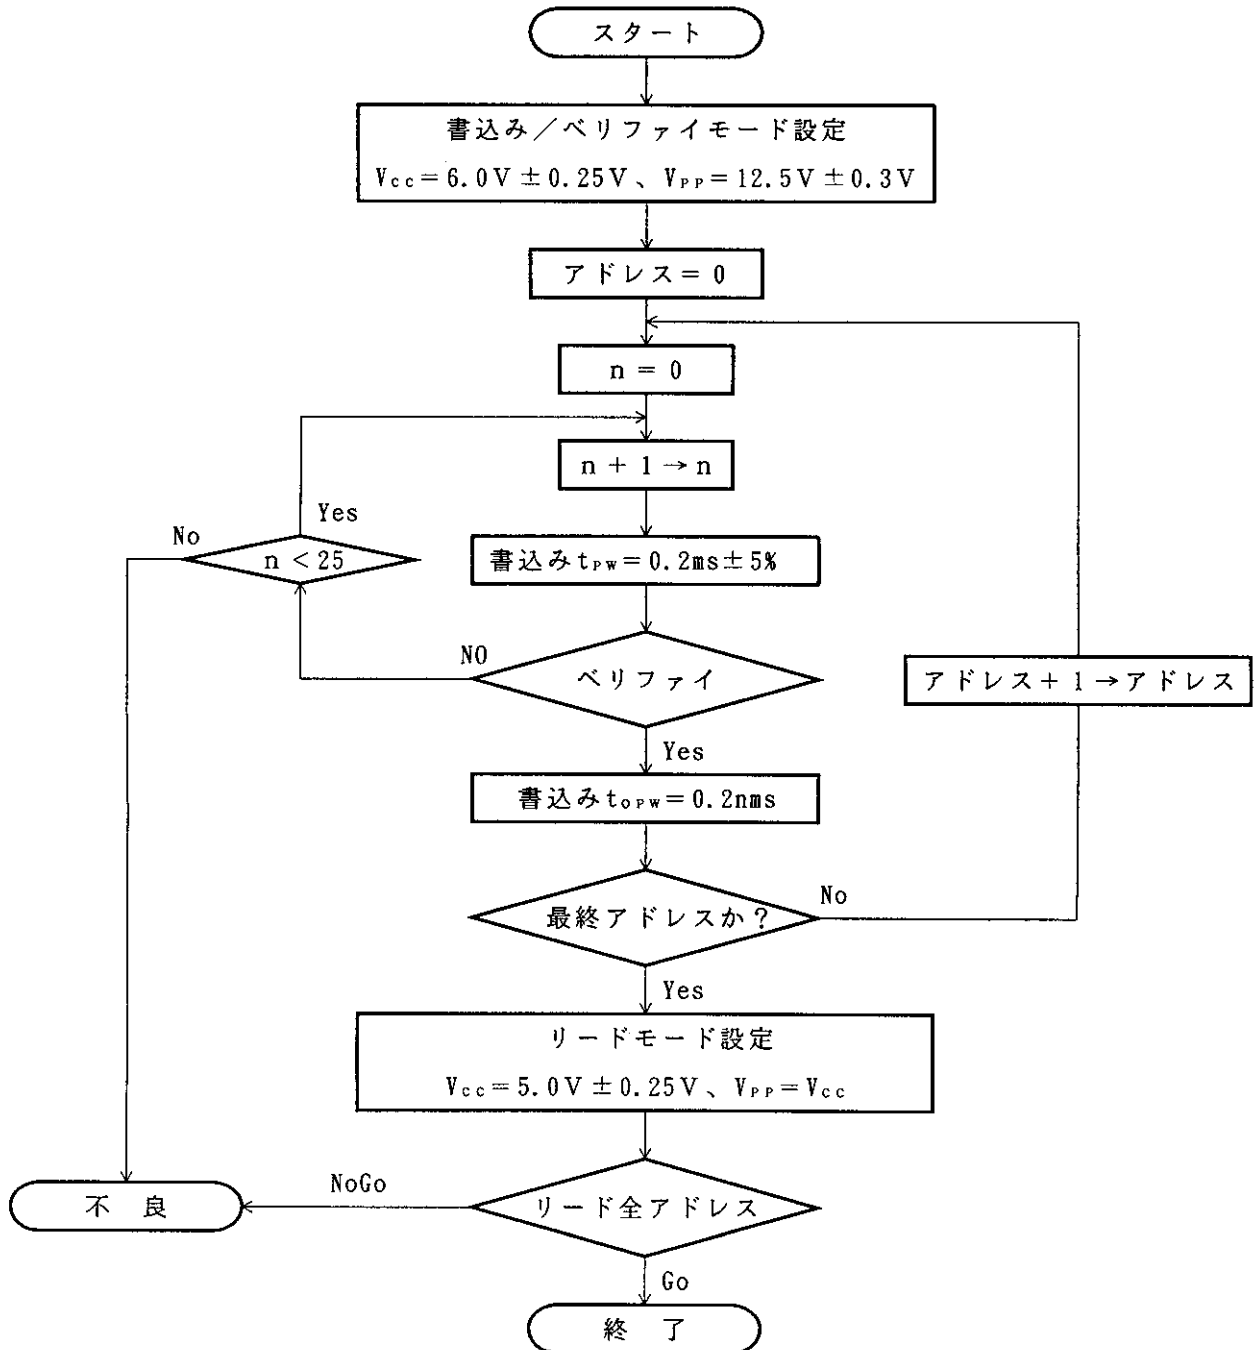 スタート
書込み/ベリファイモード設定
Vcc=6.0V±0.25V、VPP=12.5V±0.3V
アドレス=0
n=0
n+1→n
Yes
No
n<25
書込みtPW=0.2ms±5%
NO
ベリファイ
アドレス+1→アドレス
Yes
書込みtOPW=0.2nms
No
最終アドレスか?
Yes
リードモード設定
Vcc=5.0V±0.25V、VPP=Vcc
NoGo
不良
リード全アドレス
Go
終了